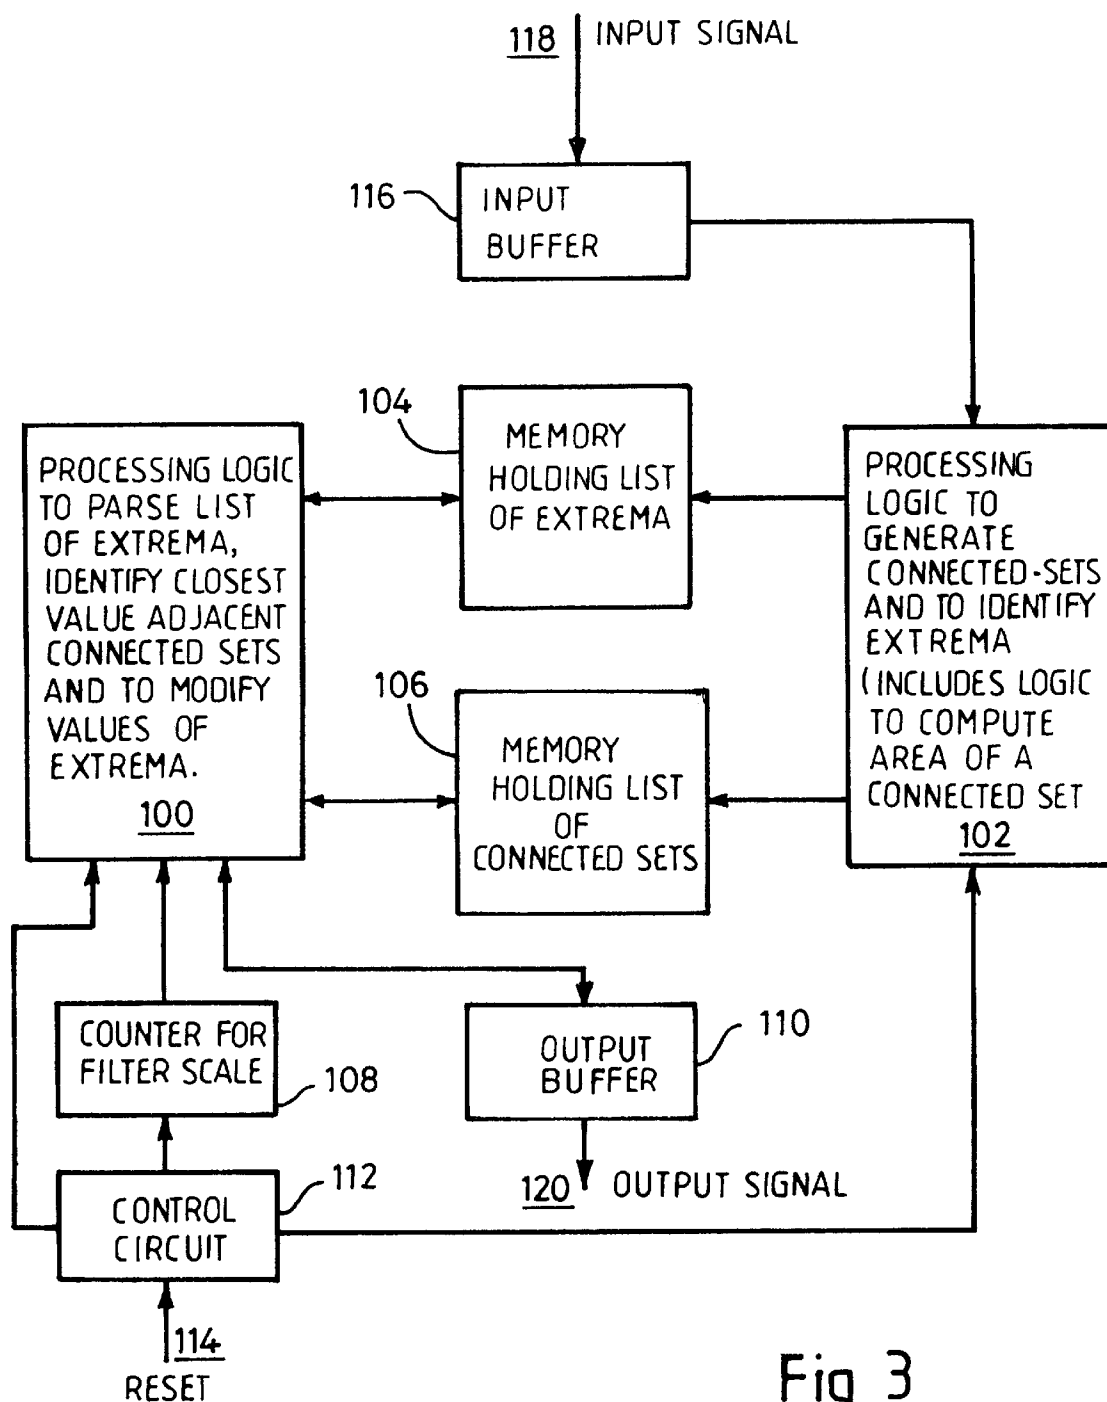 118 INPUT SIGNAL
116
INPUT
BUFFER
104
MEMORY
HOLDING LIST
OF EXTREMA
PROCESSING LOGIC
TO PARSE LIST
OF EXTREMA,
IDENTIFY CLOSEST
VALUE ADJACENT
CONNECTED SETS
AND TO MODIFY
VALUES OF
EXTREMA.
100
PROCESSING
LOGIC TO
GENERATE
CONNECTED-SETS
AND TO IDENTIFY
EXTREMA
(INCLUDES LOGIC
TO COMPUTE
AREA OF A
CONNECTED SET
102
106
MEMORY
HOLDING LIST
OF
CONNECTED SETS
COUNTER FOR
FILTER SCALE
108
OUTPUT
BUFFER
110
120 OUTPUT SIGNAL
112
CONTROL
CIRCUIT
114
RESET
Fig 3